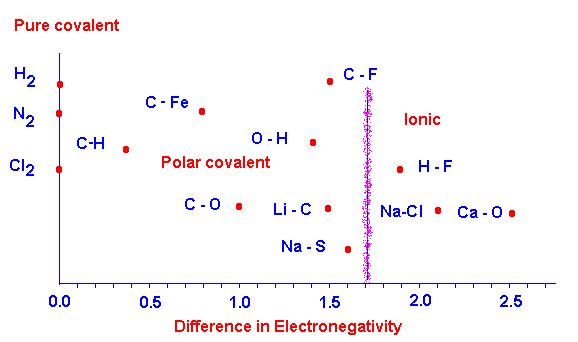 Pure covalent
H2
C - F
C - Fe
N2
Ionic
C-H
O - H
Cl2
Polar covalent
H - F
C - O
Li - C
Na-Cl
Ca - O
Na - S
0.0 0.5 1.0 1.5 2.0 2.5
Difference in Electronegativity